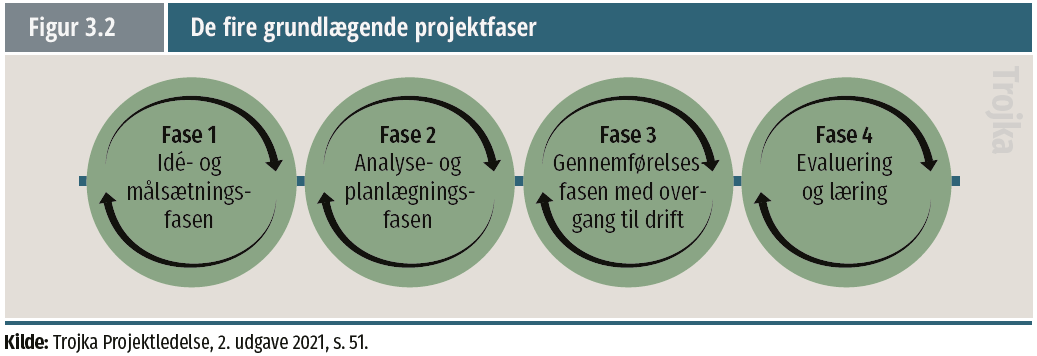 Figur 3.2
De fire grundlæggende projektfaser
Trojka
Fase 1
Idé- og
målsætnings-
fasen
Fase 2
Analyse- og
planlægnings-
fasen
Fase 3
Gennemførelses-
fasen med over-
gang til drift
Fase 4
Evaluering
og læring
Kilde: Trojka Projektledelse, 2. udgave 2021, s. 51.